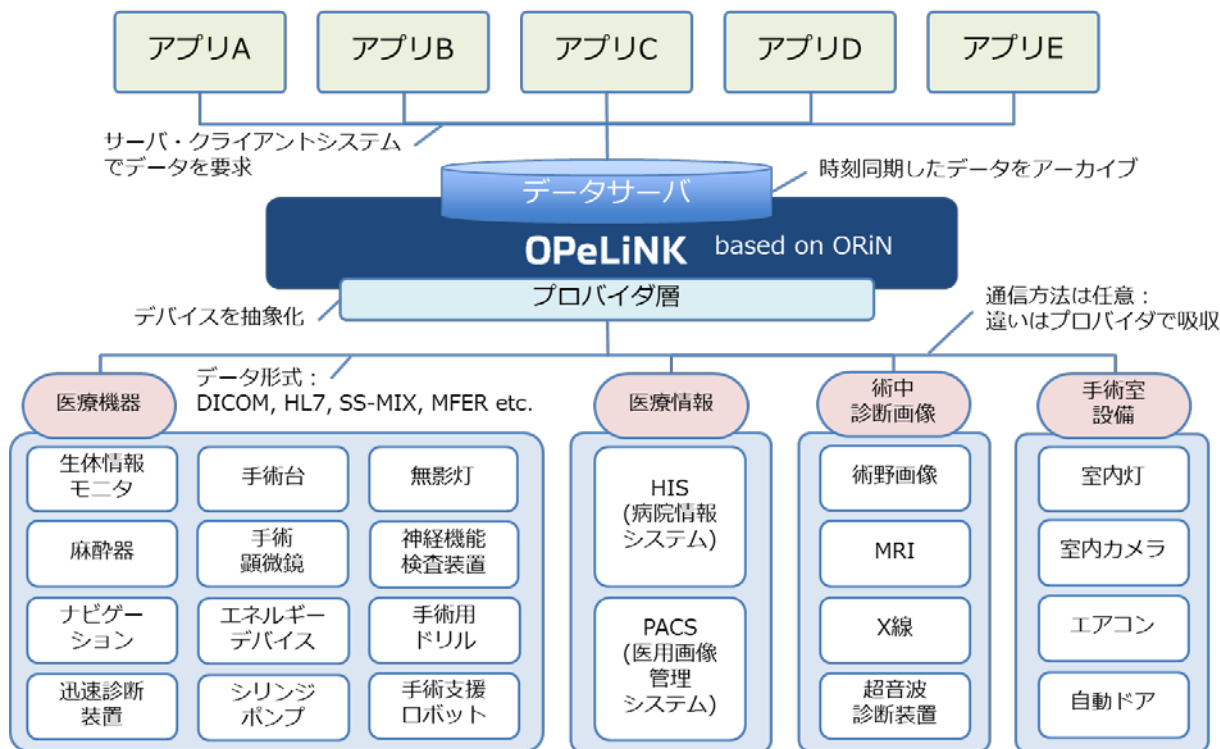 アプリA
アプリB
アプリC
アプリD
アプリE
サーバ・クライアントシステム
でデータを要求
データサーバ
時刻同期したデータをアーカイブ
OPeLiNK based on ORiN
プロバイダ層
デバイスを抽象化
通信方法は任意：
違いはプロバイダで吸収
データ形式：
DICOM, HL7, SS-MIX, MFER etc.
医療機器
生体情報
モニタ
手術台
無影灯
麻酔器
手術
顕微鏡
神経機能
検査装置
ナビゲー
ション
エネルギー
デバイス
手術用
ドリル
迅速診断
装置
シリンジ
ポンプ
手術支援
ロボット
医療情報
HIS
(病院情報
システム)
PACS
(医用画像
管理
システム)
術中
診断画像
術野画像
MRI
X線
超音波
診断装置
手術室
設備
室内灯
室内カメラ
エアコン
自動ドア